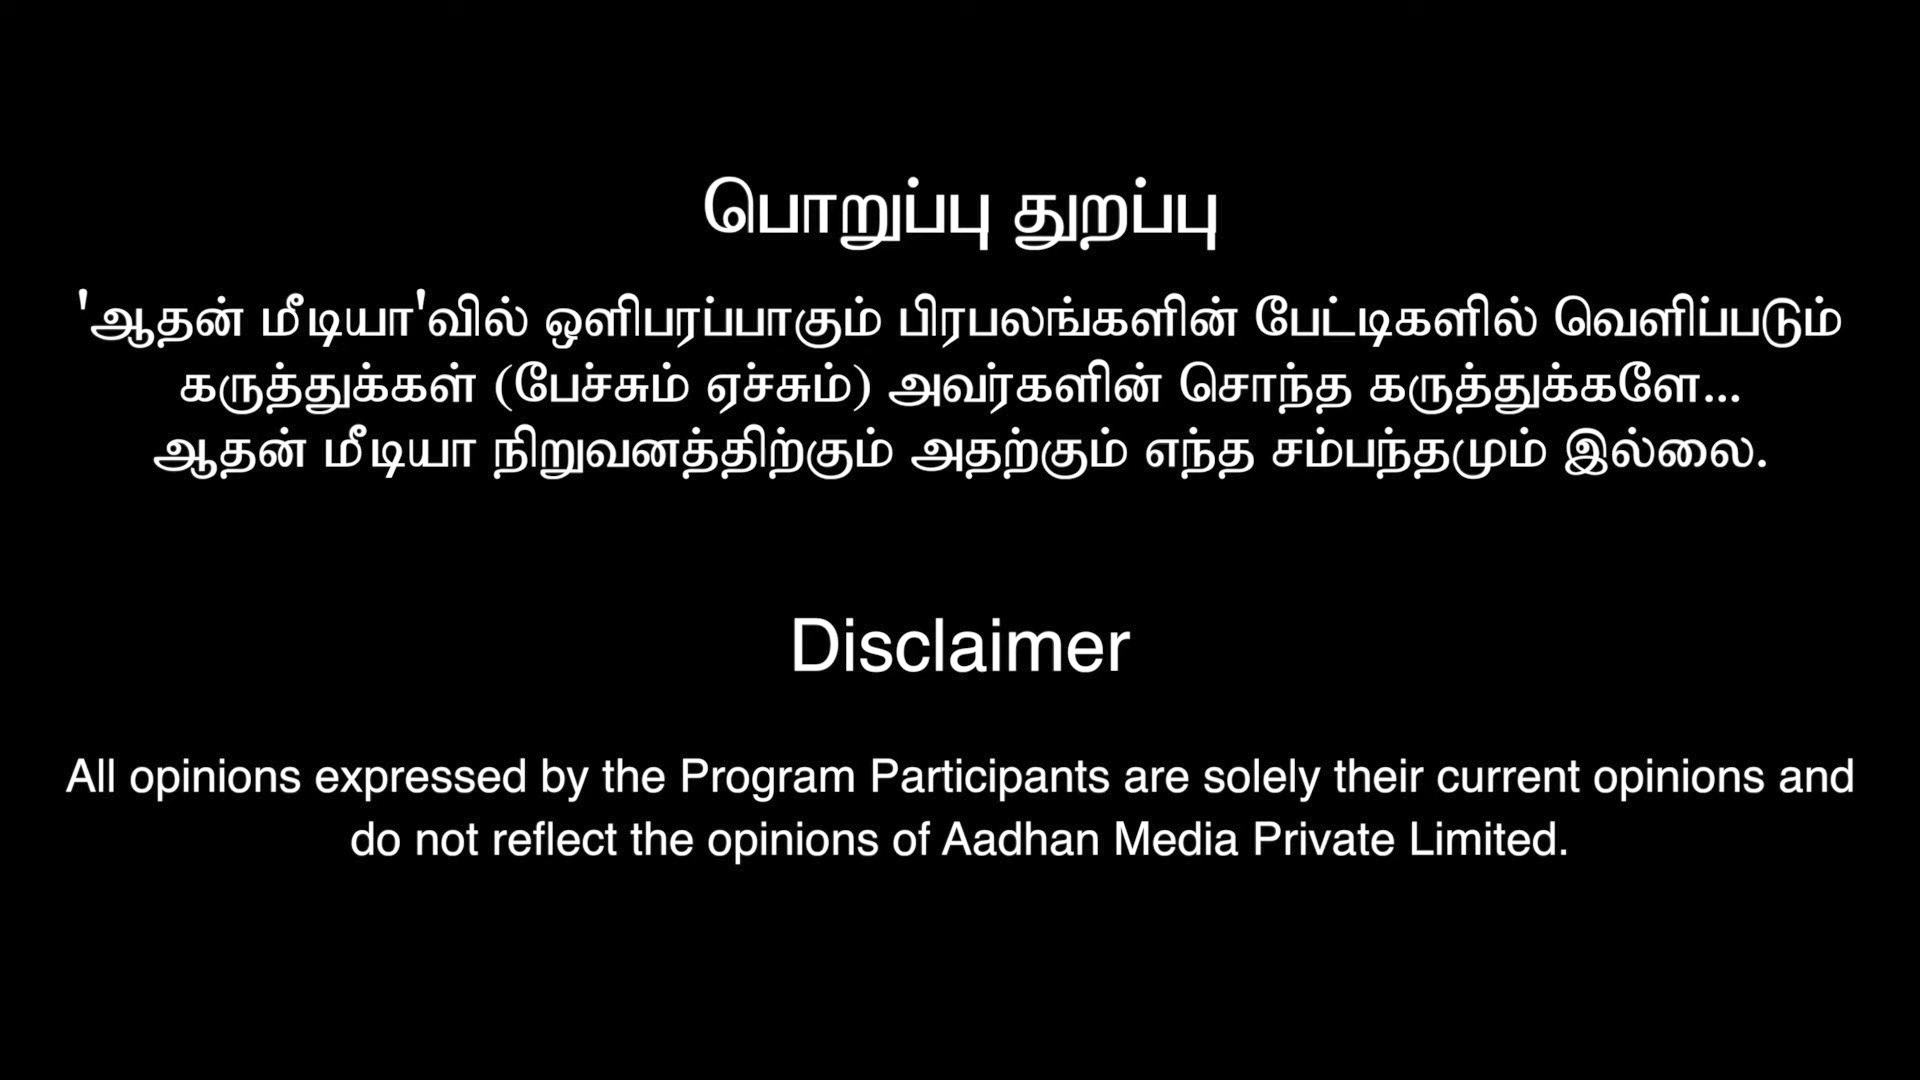 பொறுப்பு துறப்பு
'ஆதன் மீடியா'வில் ஒளிபரப்பாகும் பிரபலங்களின் பேட்டிகளில் வெளிப்படும்
கருத்துக்கள் (பேச்சும் ஏச்சும்) அவர்களின் சொந்த கருத்துக்களே...
ஆதன் மீடியா நிறுவனத்திற்கும் அதற்கும் எந்த சம்பந்தமும் இல்லை.
Disclaimer
All opinions expressed by the Program Participants are solely their current opinions and
do not reflect the opinions of Aadhan Media Private Limited.